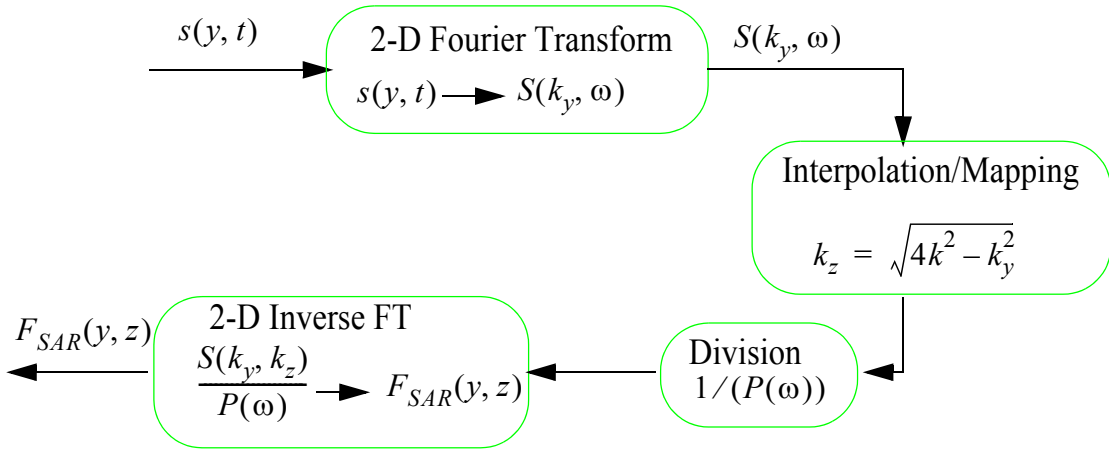 s(y, t)
2-D Fourier Transform
s(y, t) → S(k_y, ω)
S(k_y, ω)
Interpolation/Mapping
k_z = √(4k² – k_y²)
Division
1/(P(ω))
2-D Inverse FT
S(k_y, k_z)
P(ω)
→ F_SAR(y, z)
F_SAR(y, z)